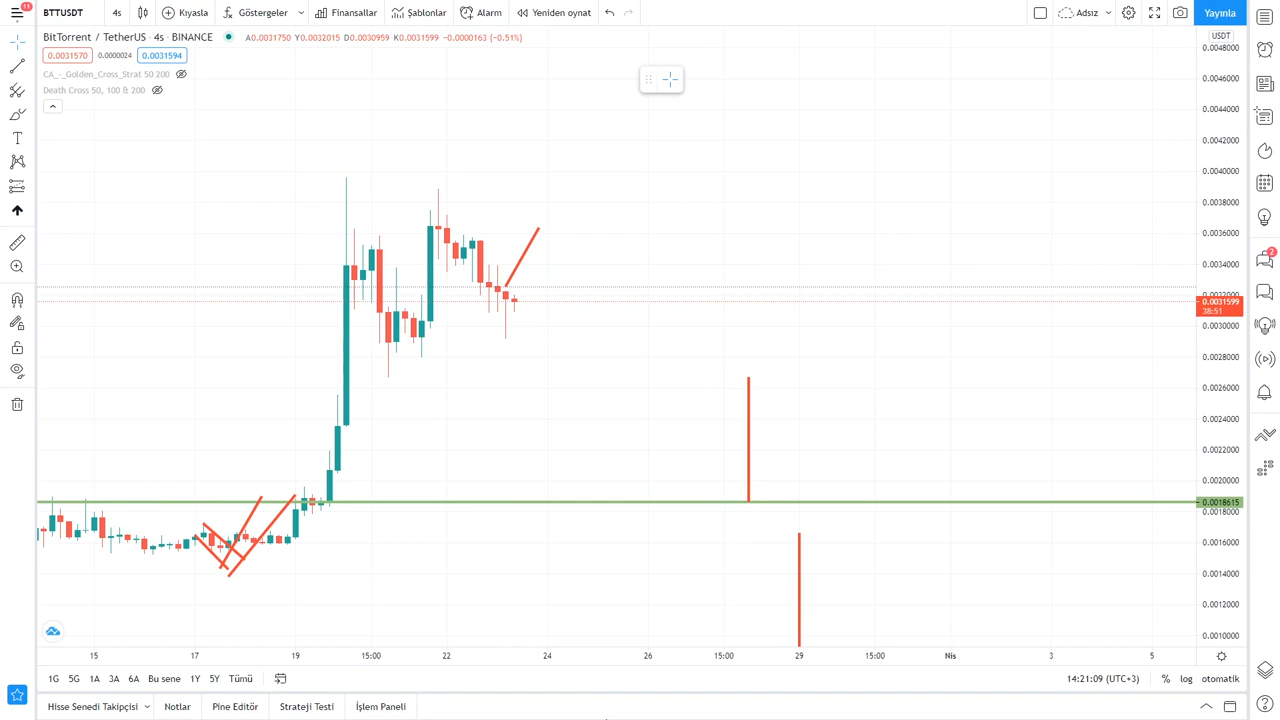 11
BTTUSDT 4s Kıyasla Göstergeler Finansallar Şablonlar Alarm Yeniden oynat Adsız Yayınla
BitTorrent / TetherUS · 4s · BINANCE A0.0031750 Y0.0032015 D0.0030959 K0.0031599 -0.0000163 (-0.51%)
0.0031570 0.0000024 0.0031594
CA_-_Golden_Cross_Strat 50 200
Death Cross 50, 100 & 200
USDT
0.0048000
0.0046000
0.0044000
0.0042000
0.0040000
0.0038000
0.0036000
0.0034000
0.0032000
0.0031599
38:51
0.0030000
0.0028000
0.0026000
0.0024000
0.0022000
0.0020000
0.0018615
0.0018000
0.0016000
0.0014000
0.0012000
0.0010000
2
15 17 19 15:00 22 24 26 15:00 29 15:00 Nis 3 5
1G 5G 1A 3A 6A Bu sene 1Y 5Y Tümü 14:21:09 (UTC+3) % log otomatik
Hisse Senedi Takipçisi Notlar Pine Editör Strateji Testi İşlem Paneli